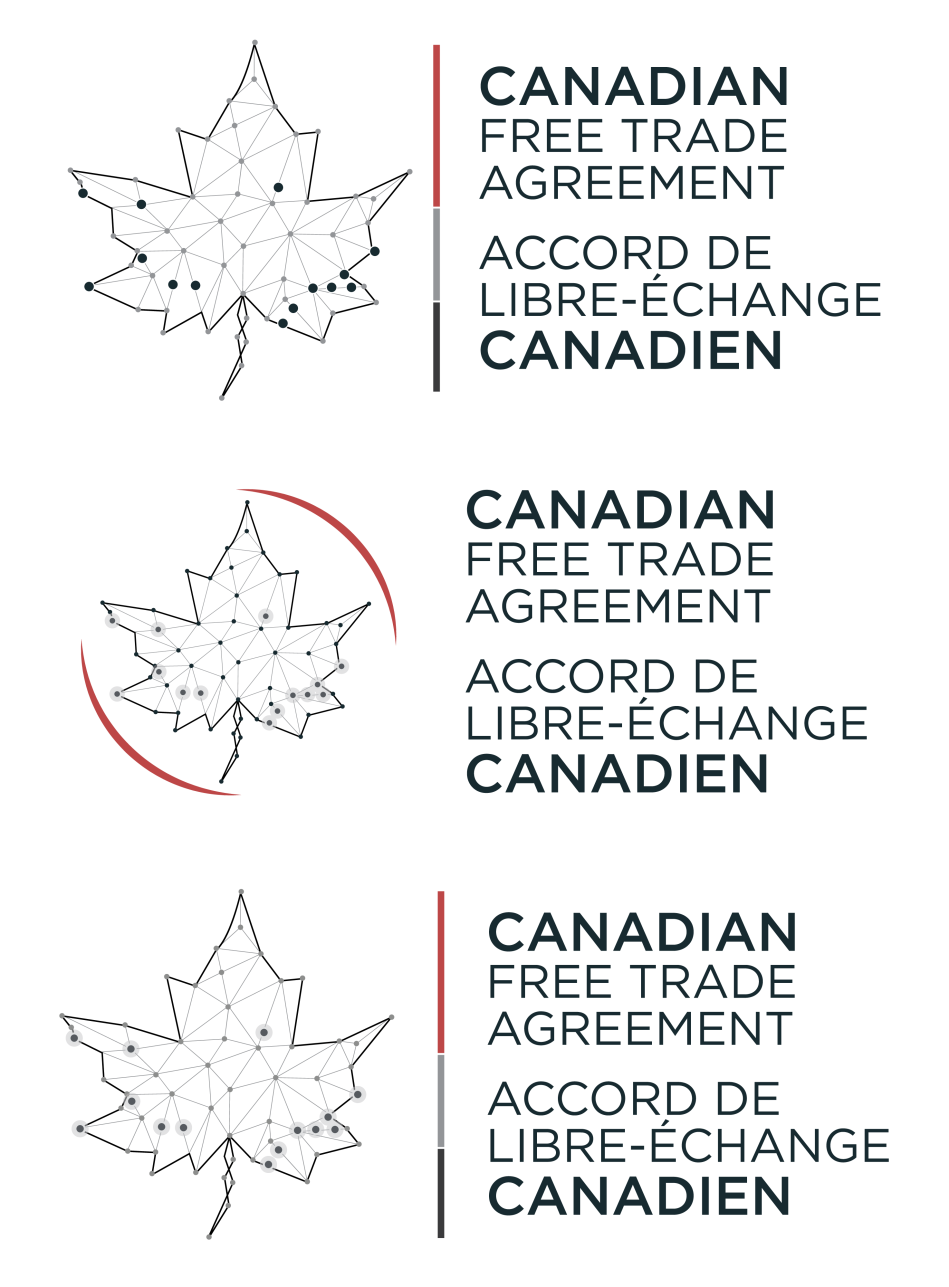 CANADIAN
FREE TRADE
AGREEMENT
ACCORD DE
LIBRE-ÉCHANGE
CANADIEN
CANADIAN
FREE TRADE
AGREEMENT
ACCORD DE
LIBRE-ÉCHANGE
CANADIEN
CANADIAN
FREE TRADE
AGREEMENT
ACCORD DE
LIBRE-ÉCHANGE
CANADIEN